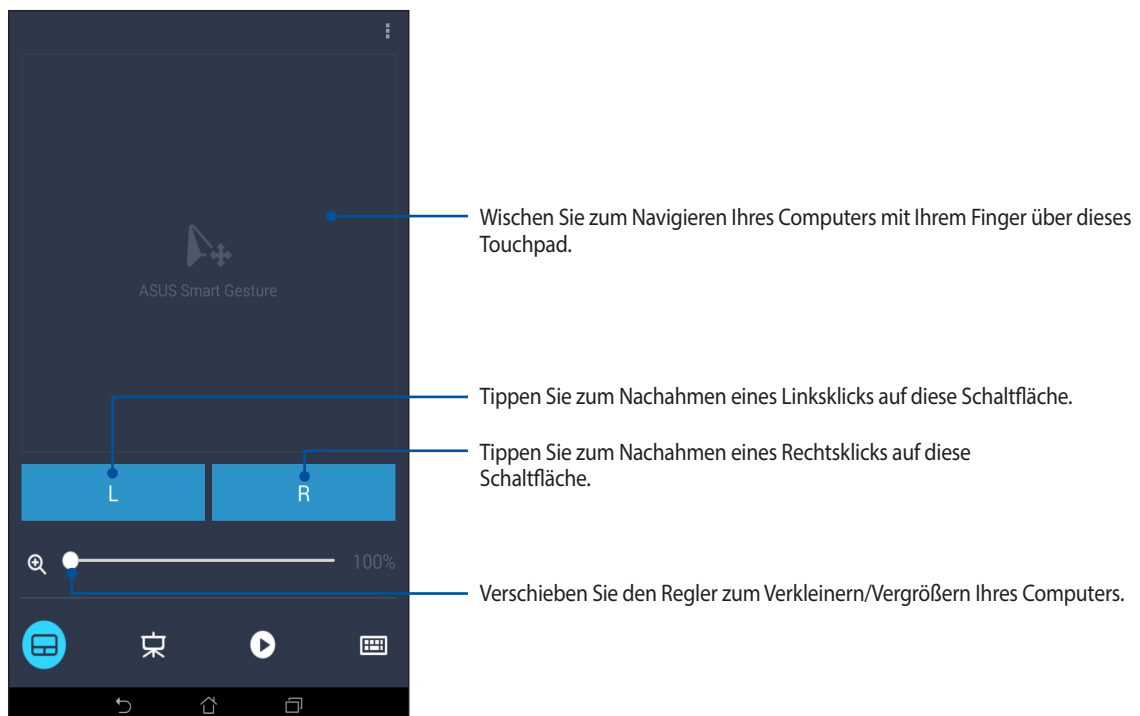 Wischen Sie zum Navigieren Ihres Computers mit Ihrem Finger über dieses
Touchpad.
ASUS Smart Gesture
Tippen Sie zum Nachahmen eines Linksklicks auf diese Schaltfläche.
Tippen Sie zum Nachahmen eines Rechtsklicks auf diese
Schaltfläche.
L
R
100%
Verschieben Sie den Regler zum Verkleinern/Vergrößern Ihres Computers.